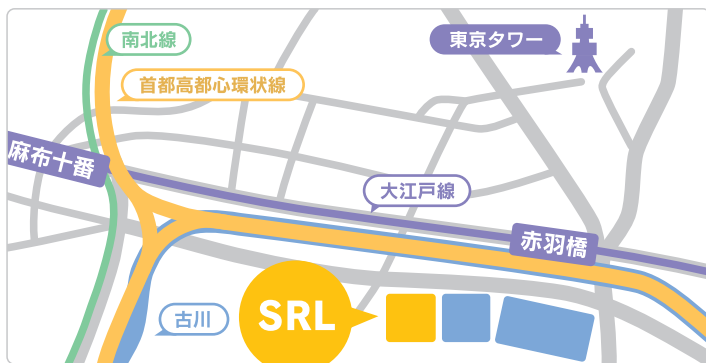 南北線
東京タワー
首都高都心環状線
麻布十番
大江戸線
赤羽橋
古川
SRL